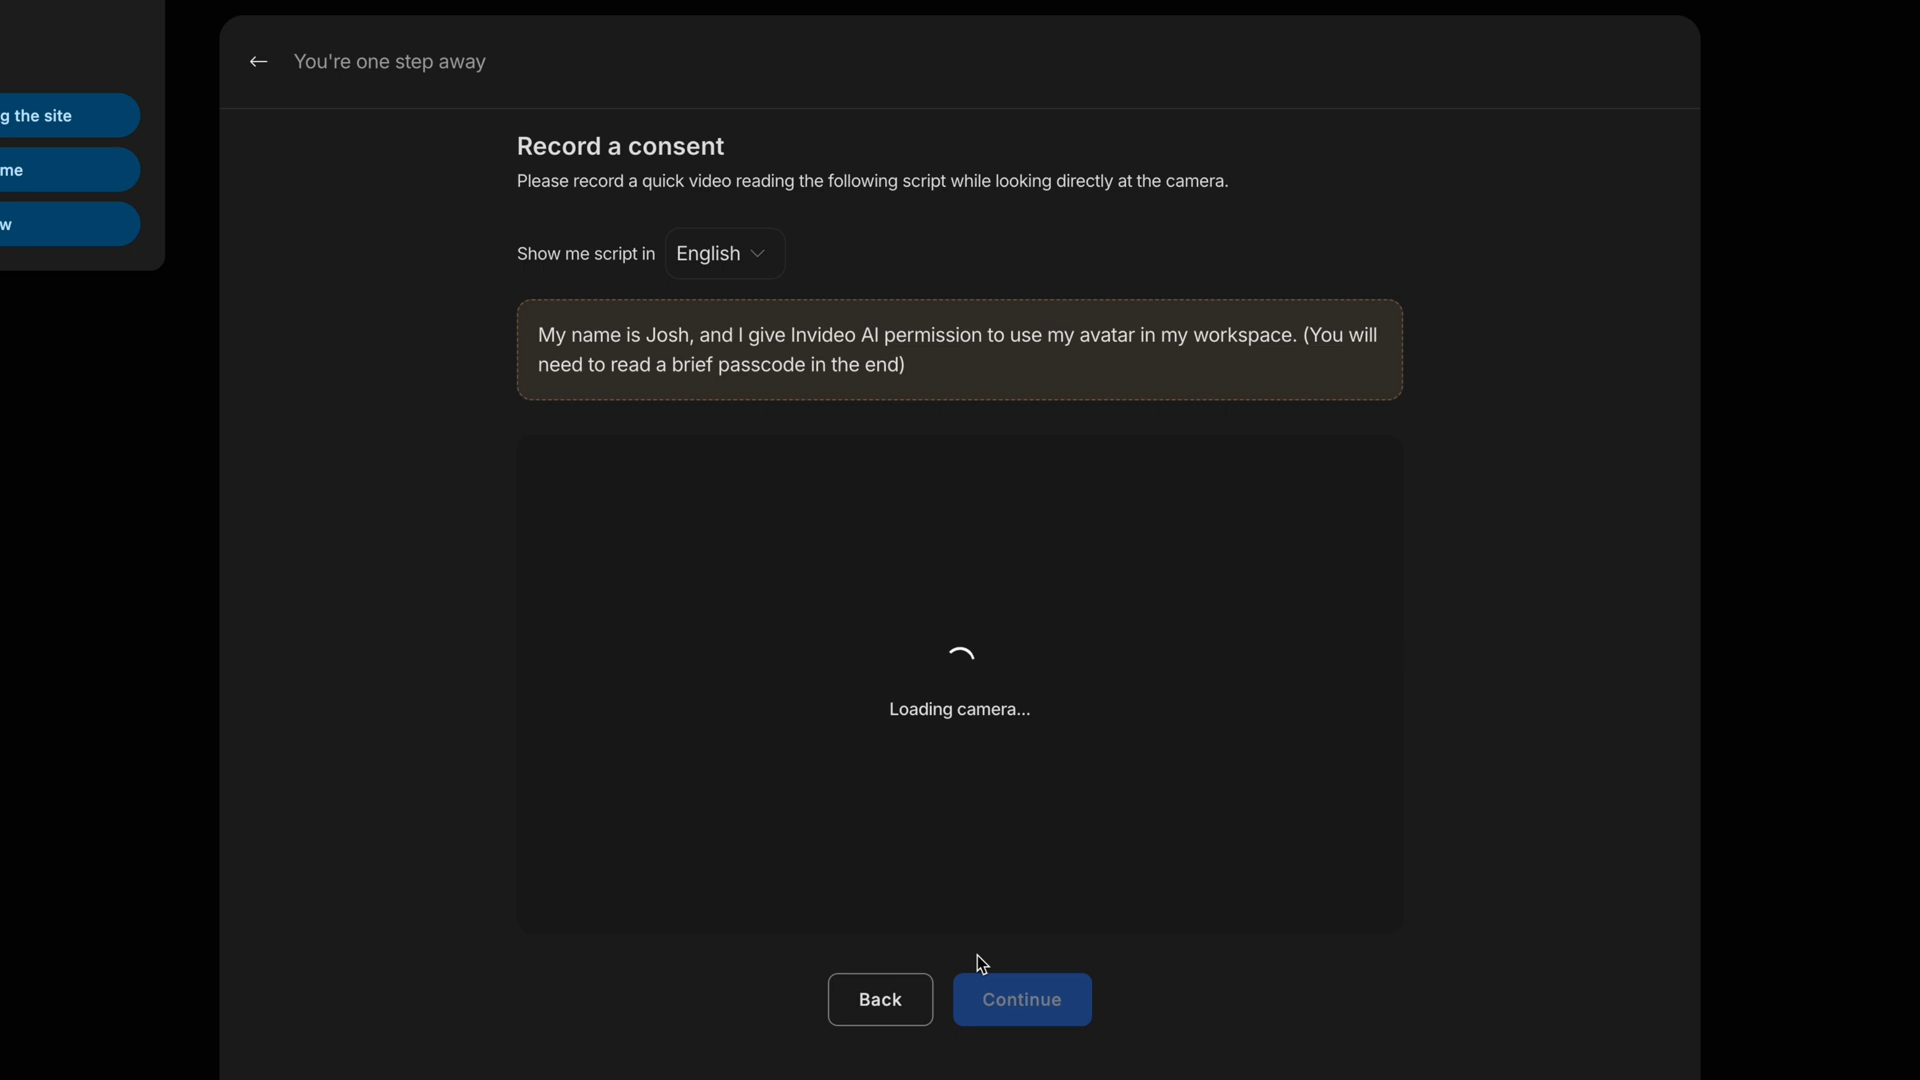 You're one step away
g the site
me
w
Record a consent
Please record a quick video reading the following script while looking directly at the camera.
Show me script in English
My name is Josh, and I give Invideo AI permission to use my avatar in my workspace. (You will
need to read a brief passcode in the end)
Loading camera...
Back Continue